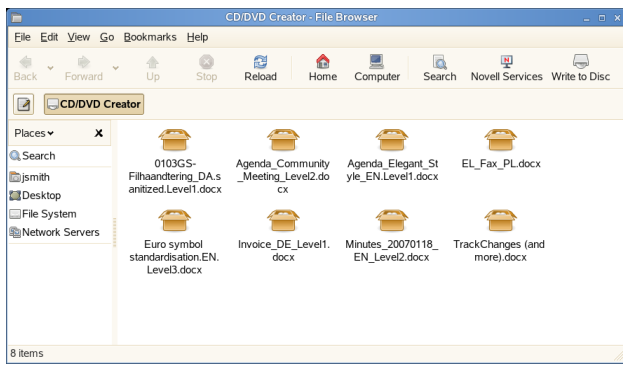 CD/DVD Creator - File Browser
File Edit View Go Bookmarks Help
Back Forward Up Stop Reload Home Computer Search Novell Services Write to Disc
CD/DVD Creator
Places
Search
jsmith
Desktop
File System
Network Servers
0103GS-
Filhaandtering_DA.s
anitized.Level1.docx
Agenda_Community
_Meeting_Level2.do
cx
Agenda_Elegant_St
yle_EN.Level1.docx
EL_Fax_PL.docx
Euro symbol
standardisation.EN.
Level3.docx
Invoice_DE_Level1.
docx
Minutes_20070118_
EN_Level2.docx
TrackChanges (and
more).docx
8 items